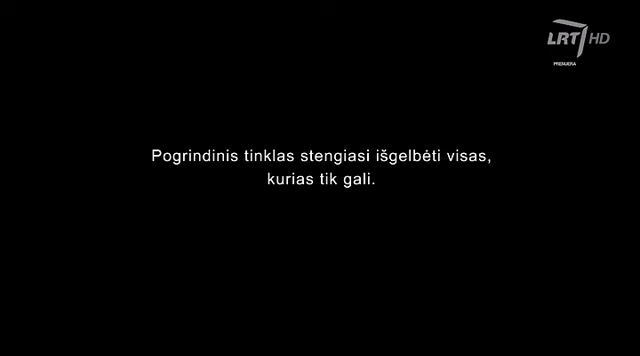 LRT HD
PREMJERA
Pogrindinis tinklas stengiasi išgelbėti visas,
kurias tik gali.